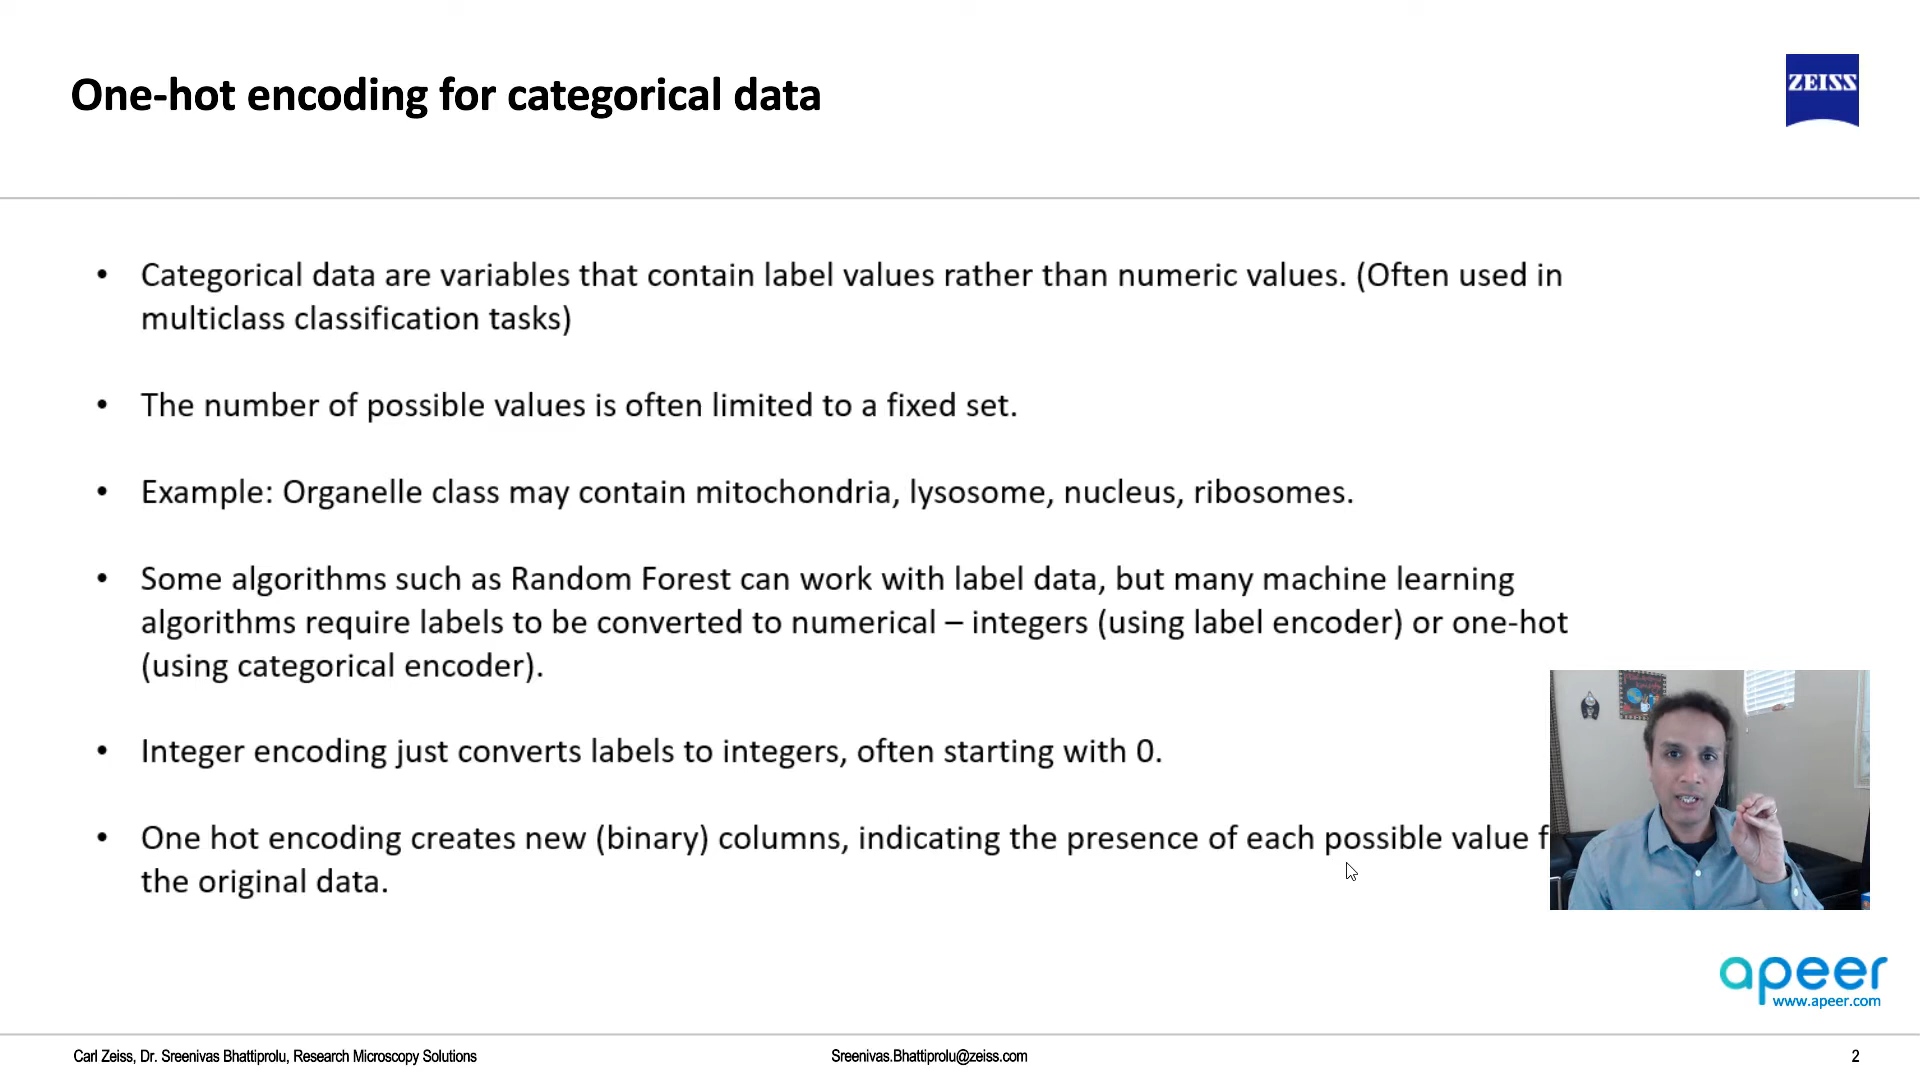 One-hot encoding for categorical data
ZEISS
• Categorical data are variables that contain label values rather than numeric values. (Often used in
multiclass classification tasks)
• The number of possible values is often limited to a fixed set.
• Example: Organelle class may contain mitochondria, lysosome, nucleus, ribosomes.
• Some algorithms such as Random Forest can work with label data, but many machine learning
algorithms require labels to be converted to numerical – integers (using label encoder) or one-hot
(using categorical encoder).
• Integer encoding just converts labels to integers, often starting with 0.
• One hot encoding creates new (binary) columns, indicating the presence of each possible value
the original data.
apeer
www.apeer.com
Carl Zeiss, Dr. Sreenivas Bhattiprolu, Research Microscopy Solutions
Sreenivas.Bhattiprolu@zeiss.com
2